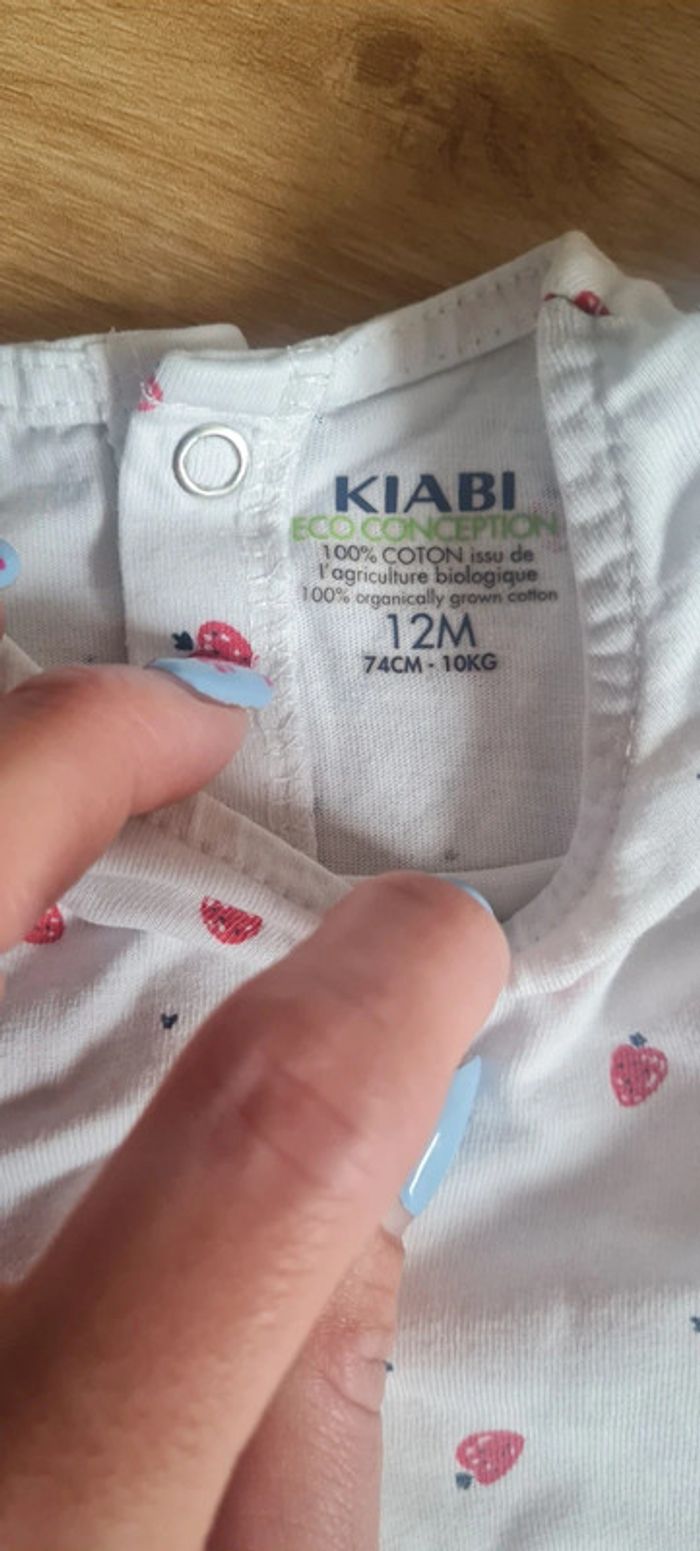 KIABI
ECO CONCEPTION
100% COTON issu de
l'agriculture biologique
100% organically grown cotton
12M
74CM - 10KG